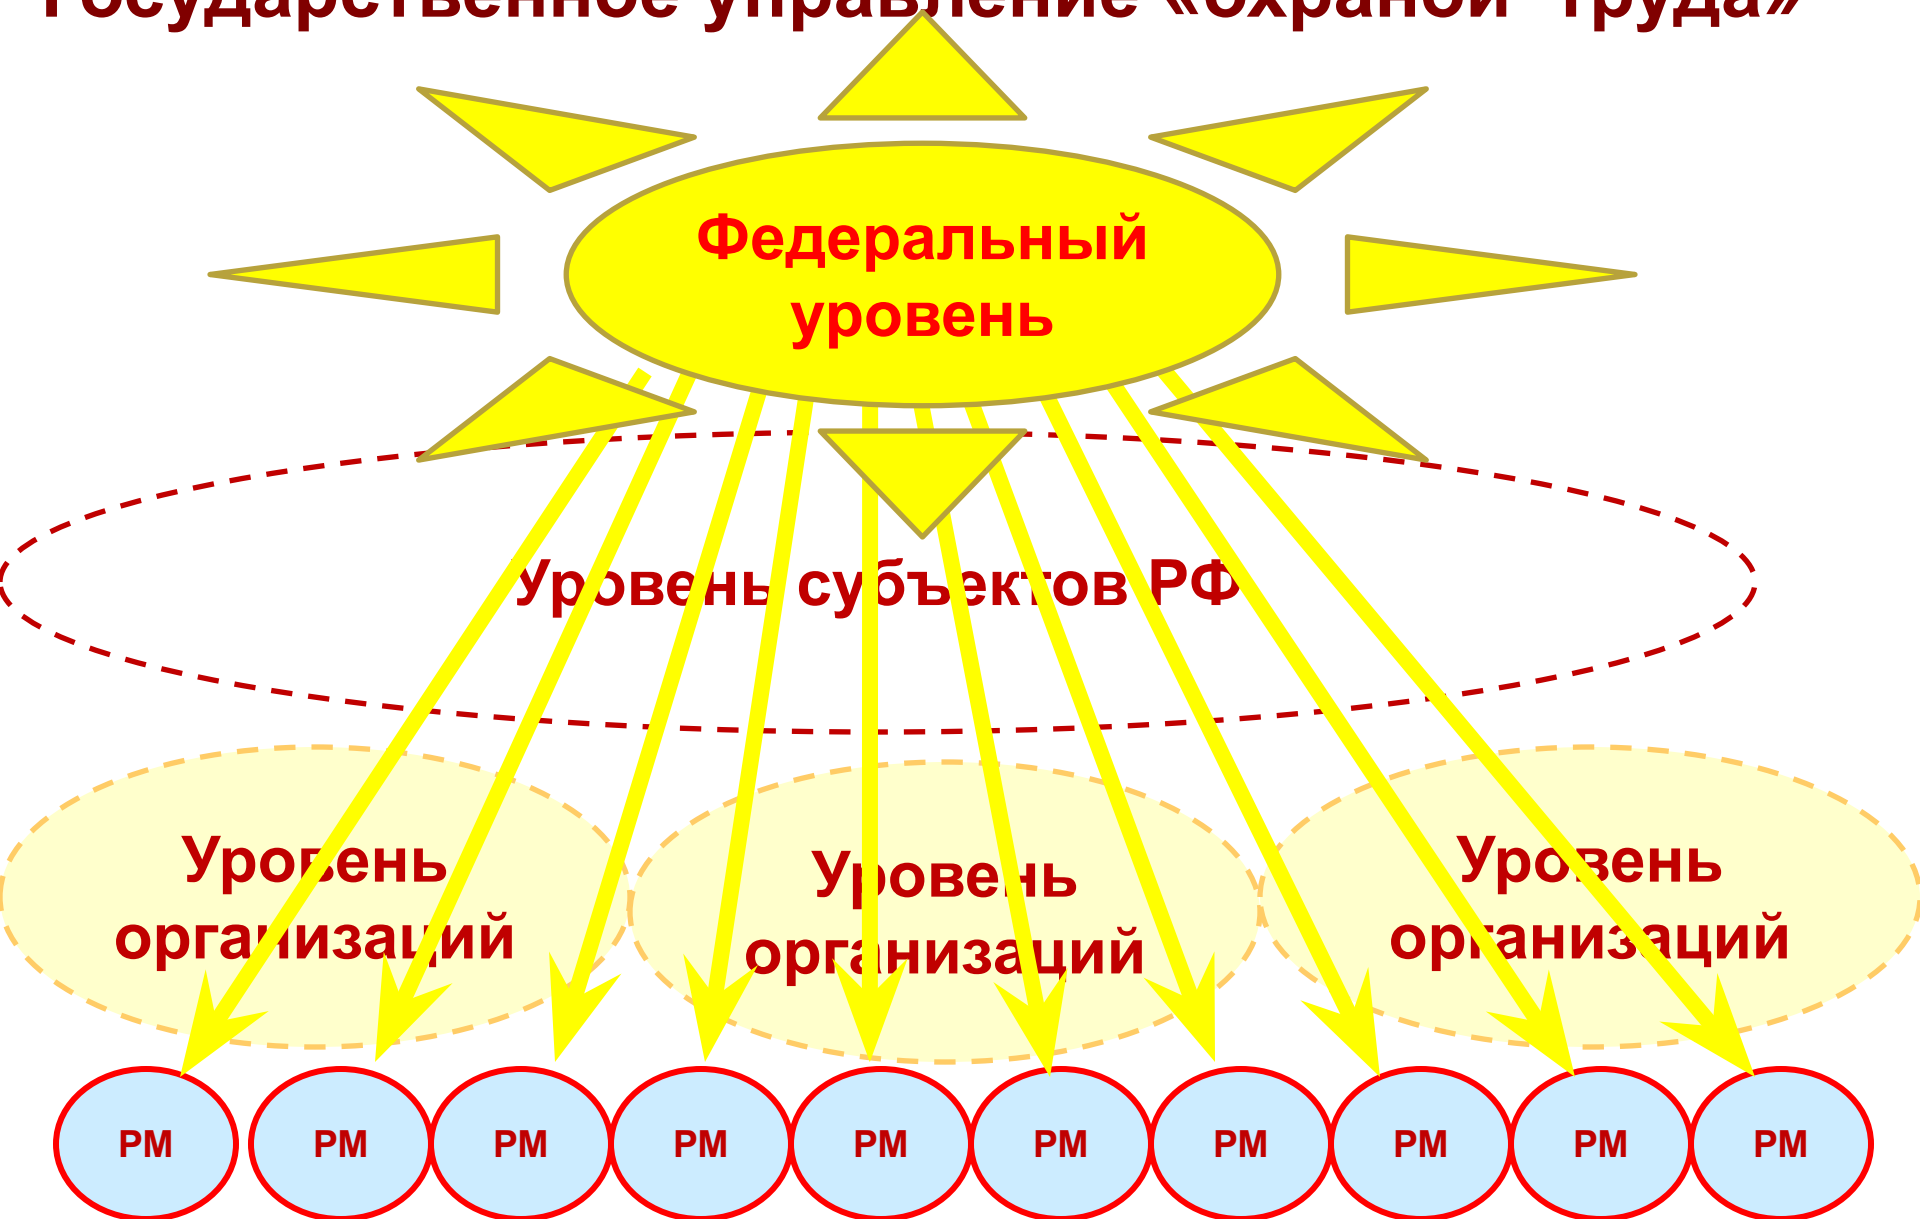 Государственное управление «охраной труда»
Федеральный
уровень
Уровень субъектов РФ
Уровень
организаций
Уровень
организаций
Уровень
организаций
РМ РМ РМ РМ РМ РМ РМ РМ РМ РМ